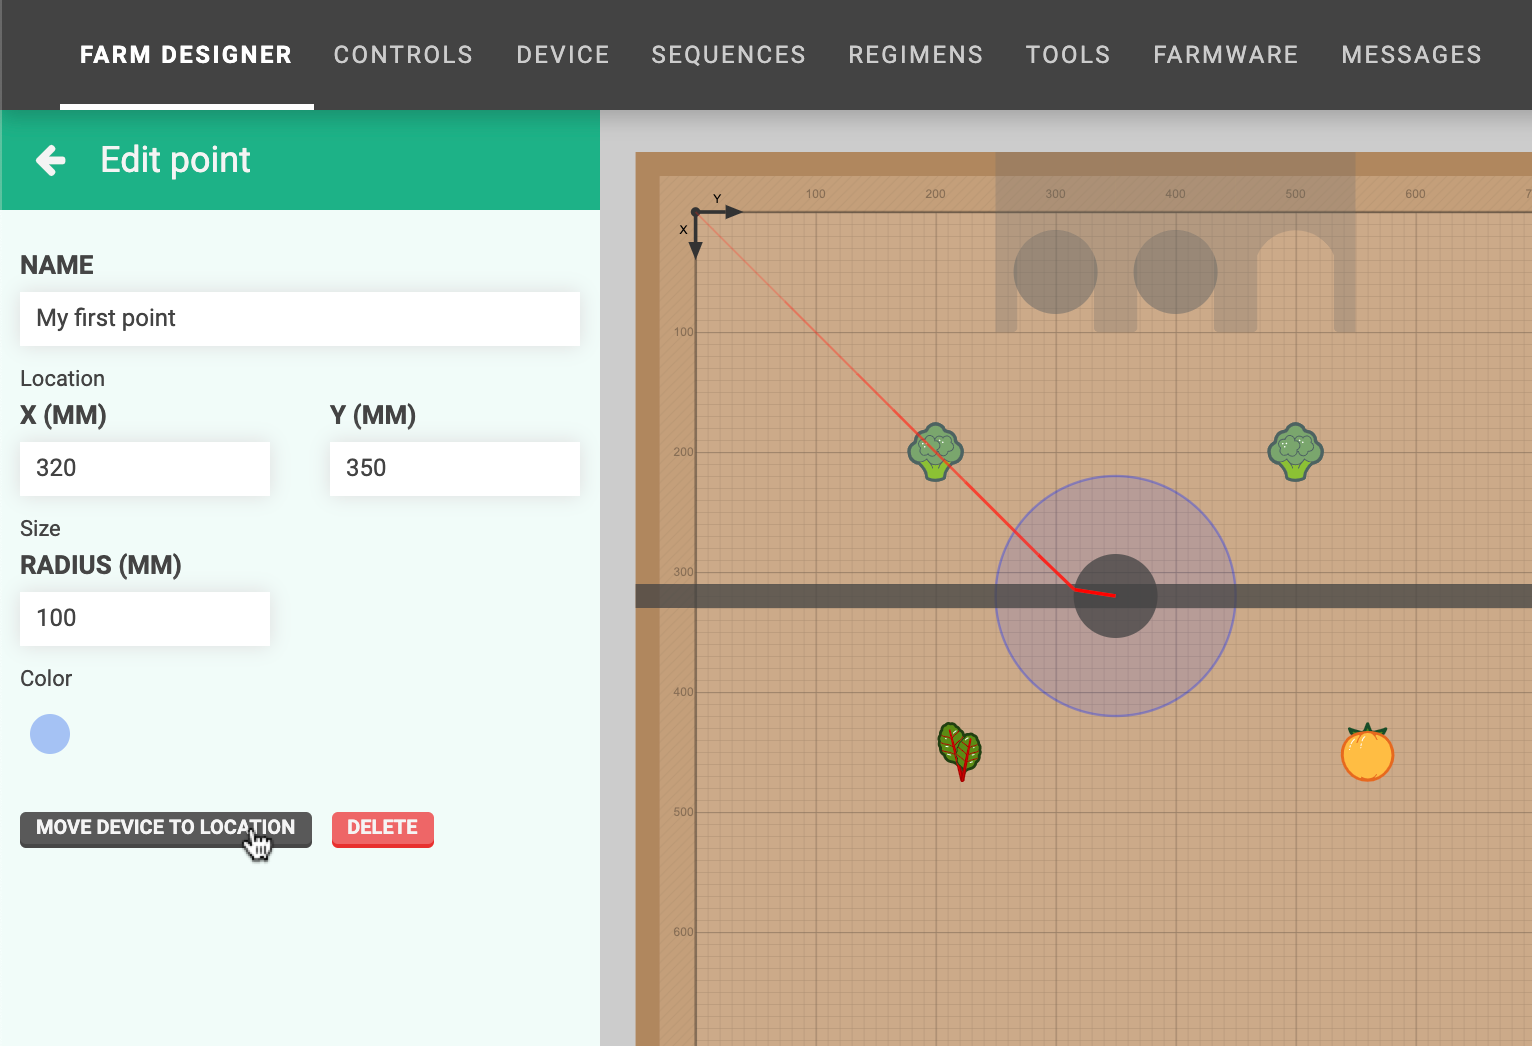 FARM DESIGNER CONTROLS DEVICE SEQUENCES REGIMENS TOOLS FARMWARE MESSAGES
Edit point
NAME
My first point
Location
X (MM) Y (MM)
320 350
Size
RADIUS (MM)
100
Color
MOVE DEVICE TO LOCATION DELETE
Y
100 200 300 400 500 600 7
X
100
200
300
400
500
600